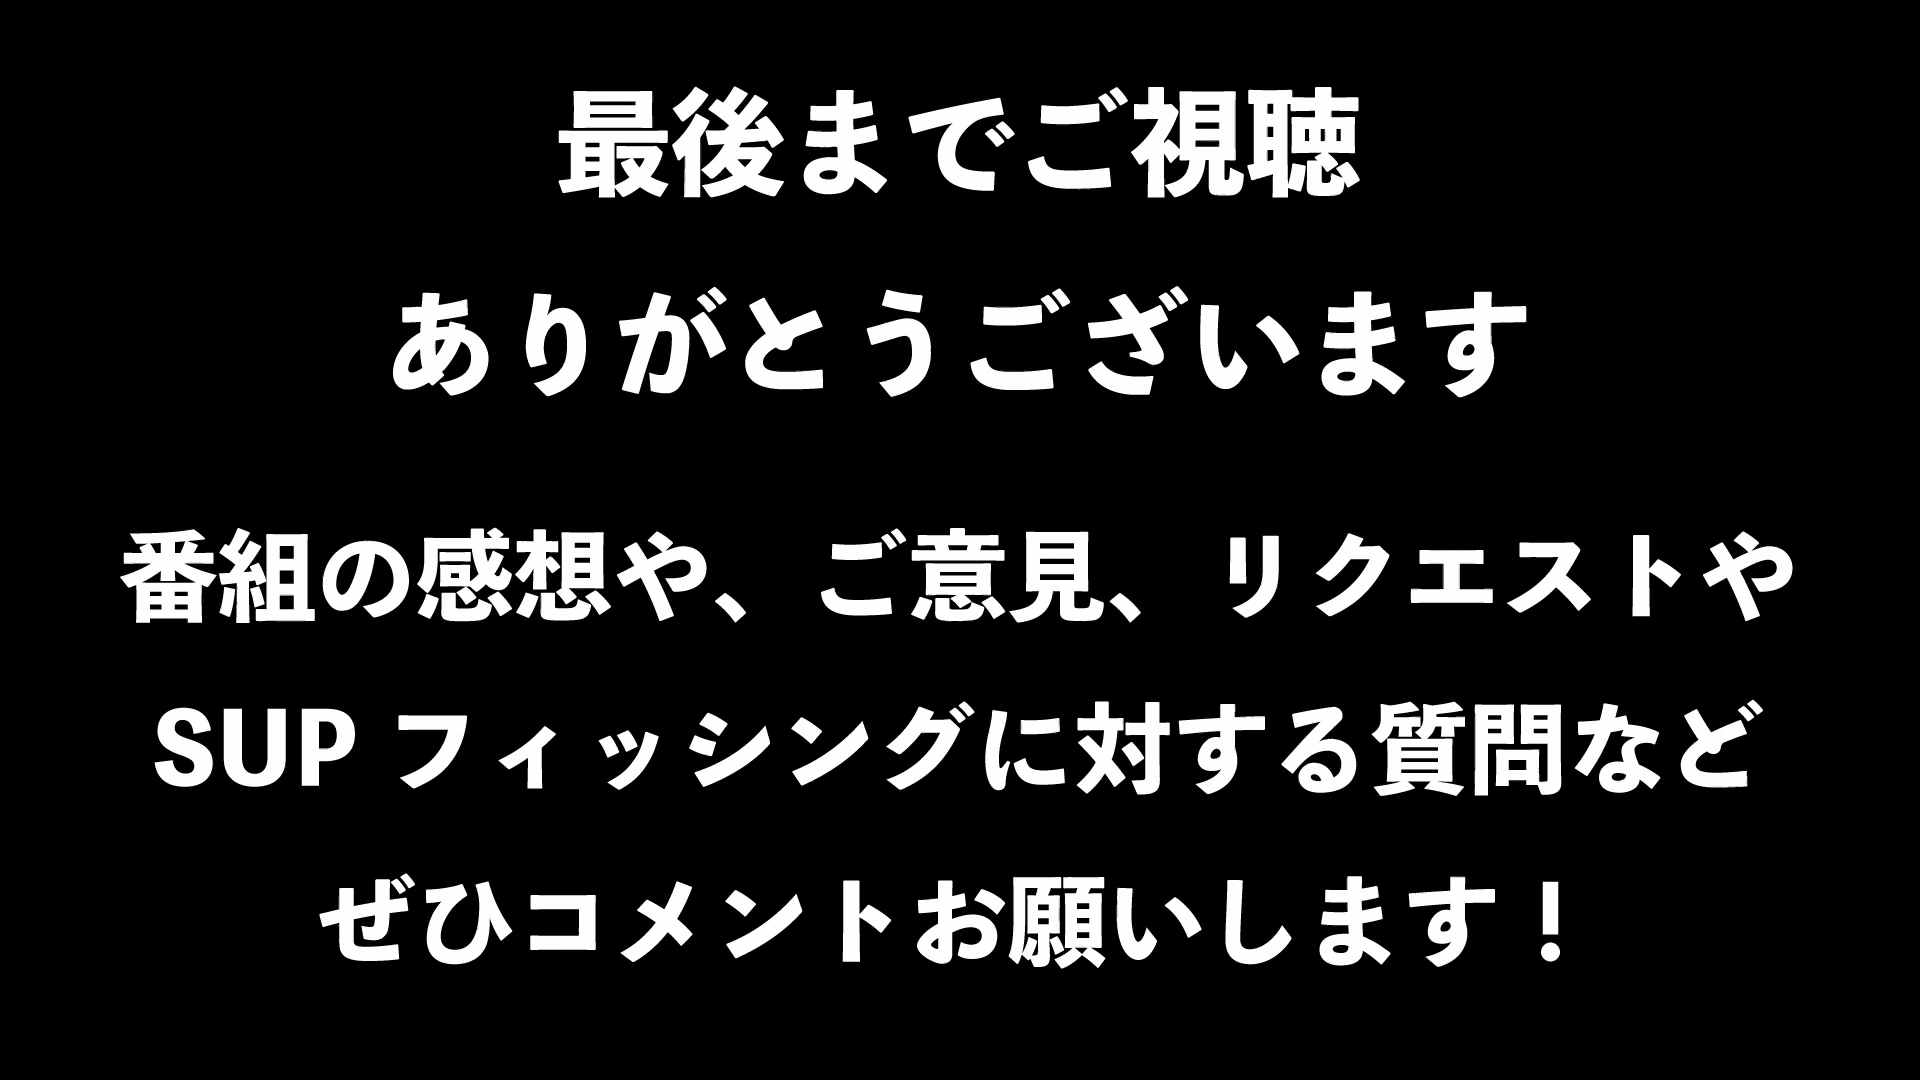 最後までご視聴
ありがとうございます
番組の感想や、ご意見、リクエストや
SUPフィッシングに対する質問など
ぜひコメントお願いします！